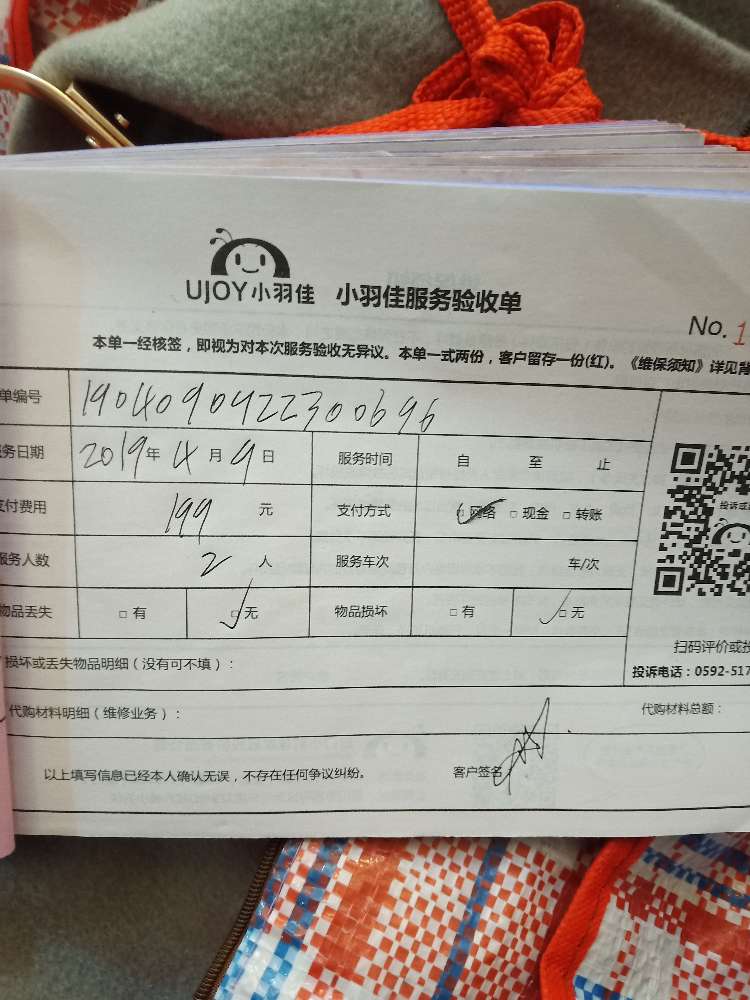 UJOY小羽佳 小羽佳服务验收单
No. 1
本单一经核签，即视为对本次服务验收无异议。本单一式两份，客户留存一份(红)。《维保须知》详见背
单编号 1904090422300696
务日期 2019年4月9日 服务时间 自 至 止
支付费用 199 元 支付方式 □网络 □现金 □转账
服务人数 2 人 服务车次 车/次
物品丢失 □有 □无 物品损坏 □有 □无
投诉或
扫码评价或投
损坏或丢失物品明细（没有可不填）：
投诉电话：0592-517
代购材料明细（维修业务）： 代购材料总额：
以上填写信息已经本人确认无误，不存在任何争议纠纷。 客户签名